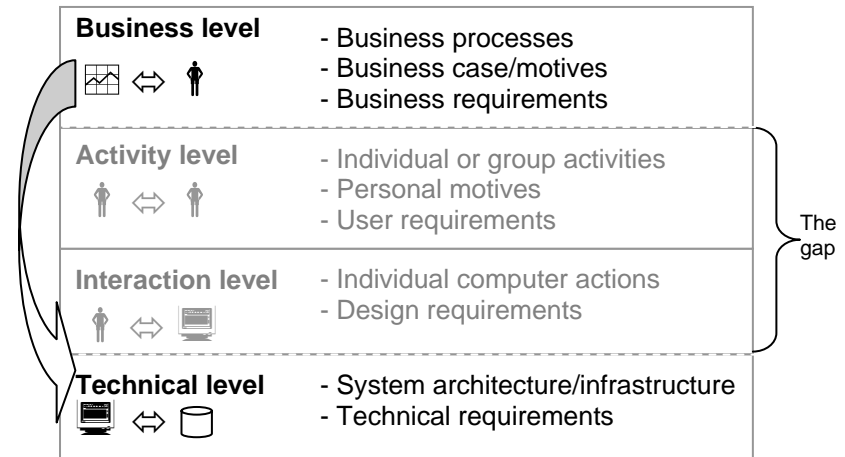 Business level
- Business processes
- Business case/motives
- Business requirements
Activity level
- Individual or group activities
- Personal motives
- User requirements
The
gap
Interaction level
- Individual computer actions
- Design requirements
Technical level
- System architecture/infrastructure
- Technical requirements